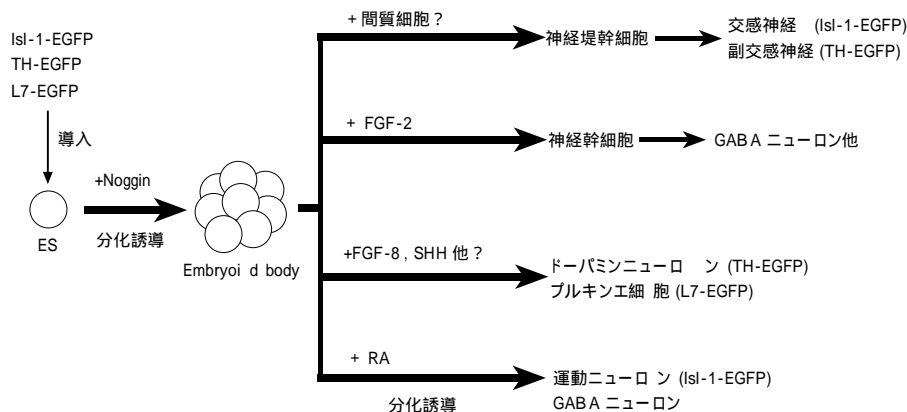 Isl-1-EGFP
TH-EGFP
L7-EGFP
導入
ES
+Noggin
分化誘導
Embryoi d body
+間質細胞?
神経堤幹細胞
交感神経 (Isl-1-EGFP)
副交感神経 (TH-EGFP)
+ FGF-2
神経幹細胞
GABA ニューロン他
+FGF-8 , SHH 他?
ドーパミンニューロ ン (TH-EGFP)
プルキンエ細 胞 (L7-EGFP)
+ RA
分化誘導
運動ニューロ ン (Isl-1-EGFP)
GABA ニューロン